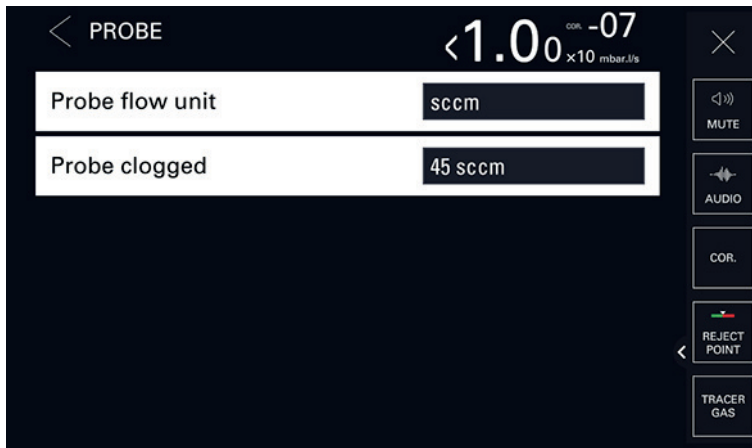 PROBE
<1.00 COR. -07
×10 mbar.l/s
Probe flow unit
sccm
Probe clogged
45 sccm
MUTE
AUDIO
COR.
REJECT
POINT
TRACER
GAS